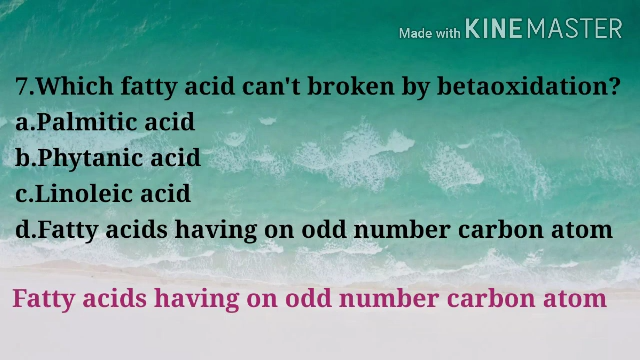 Made with KINEMASTER
7.Which fatty acid can't broken by betaoxidation?
a.Palmitic acid
b.Phytanic acid
c.Linoleic acid
d.Fatty acids having on odd number carbon atom
Fatty acids having on odd number carbon atom